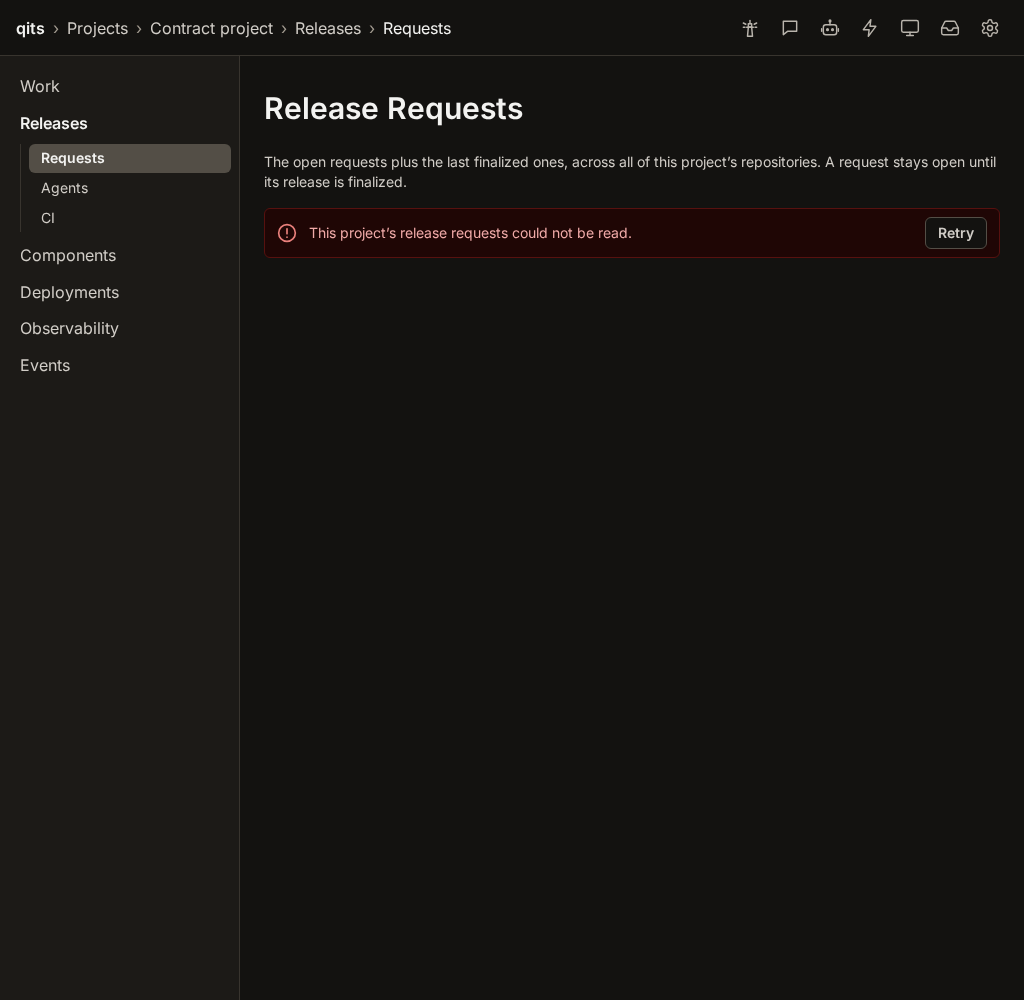 qits › Projects › Contract project › Releases › Requests
Work
Releases
Requests
Agents
CI
Components
Deployments
Observability
Events
Release Requests
The open requests plus the last finalized ones, across all of this project’s repositories. A request stays open until
its release is finalized.
This project’s release requests could not be read.
Retry